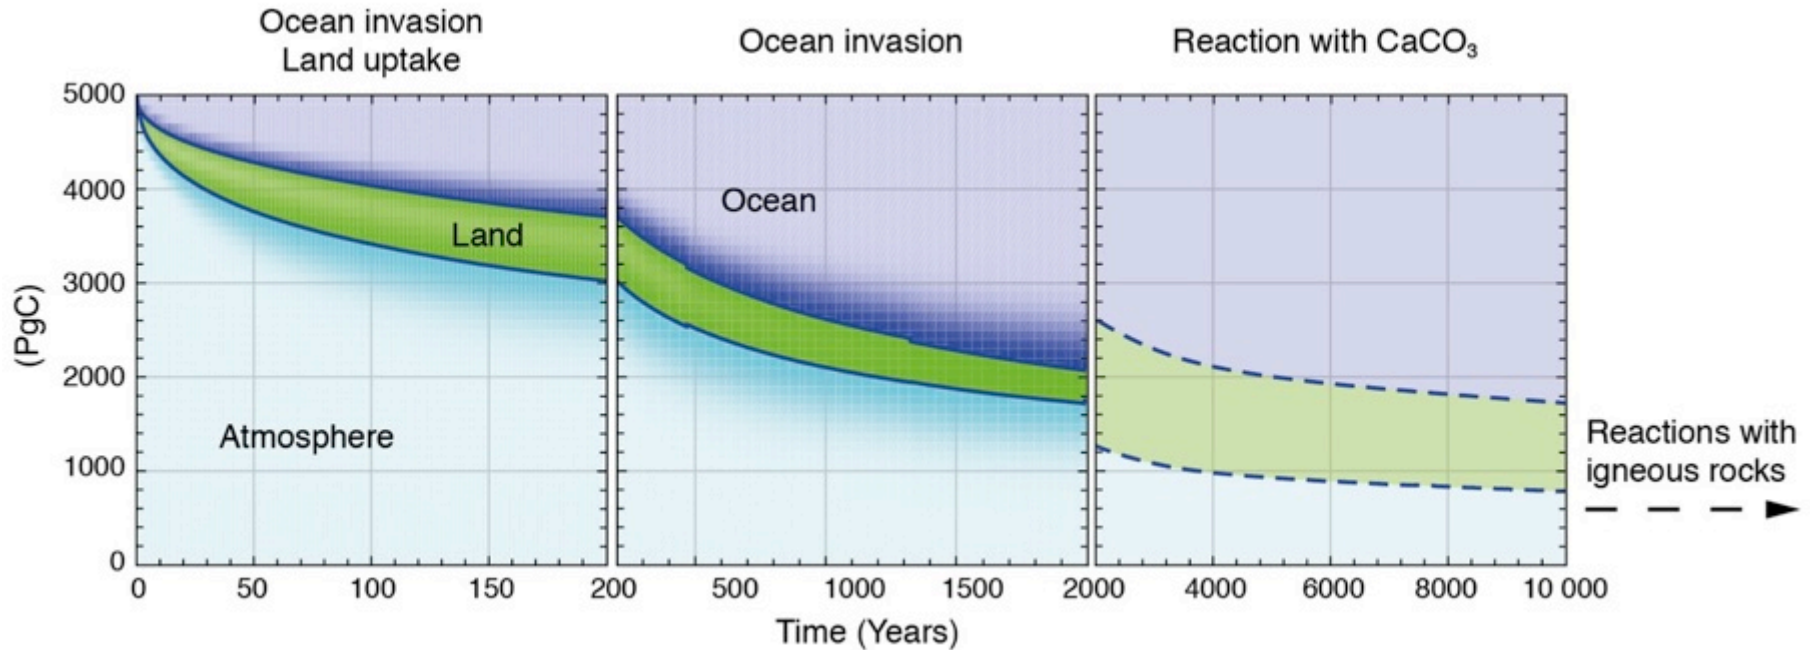 Ocean invasion
Land uptake
Ocean invasion
Reaction with CaCO₃
(PgC)
5000
4000
3000
2000
1000
0
Ocean
Land
Atmosphere
Reactions with
igneous rocks
0 50 100 150 200 500 1000 1500 2000 4000 6000 8000 10 000
Time (Years)